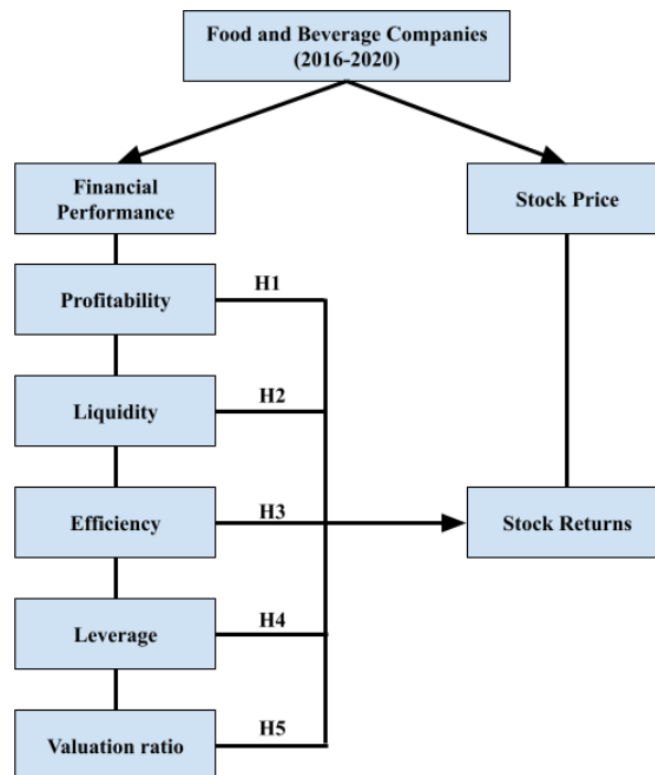 Food and Beverage Companies
(2016-2020)
Financial
Performance
Stock Price
Profitability
H1
Liquidity
H2
Efficiency
H3
Stock Returns
Leverage
H4
Valuation ratio
H5